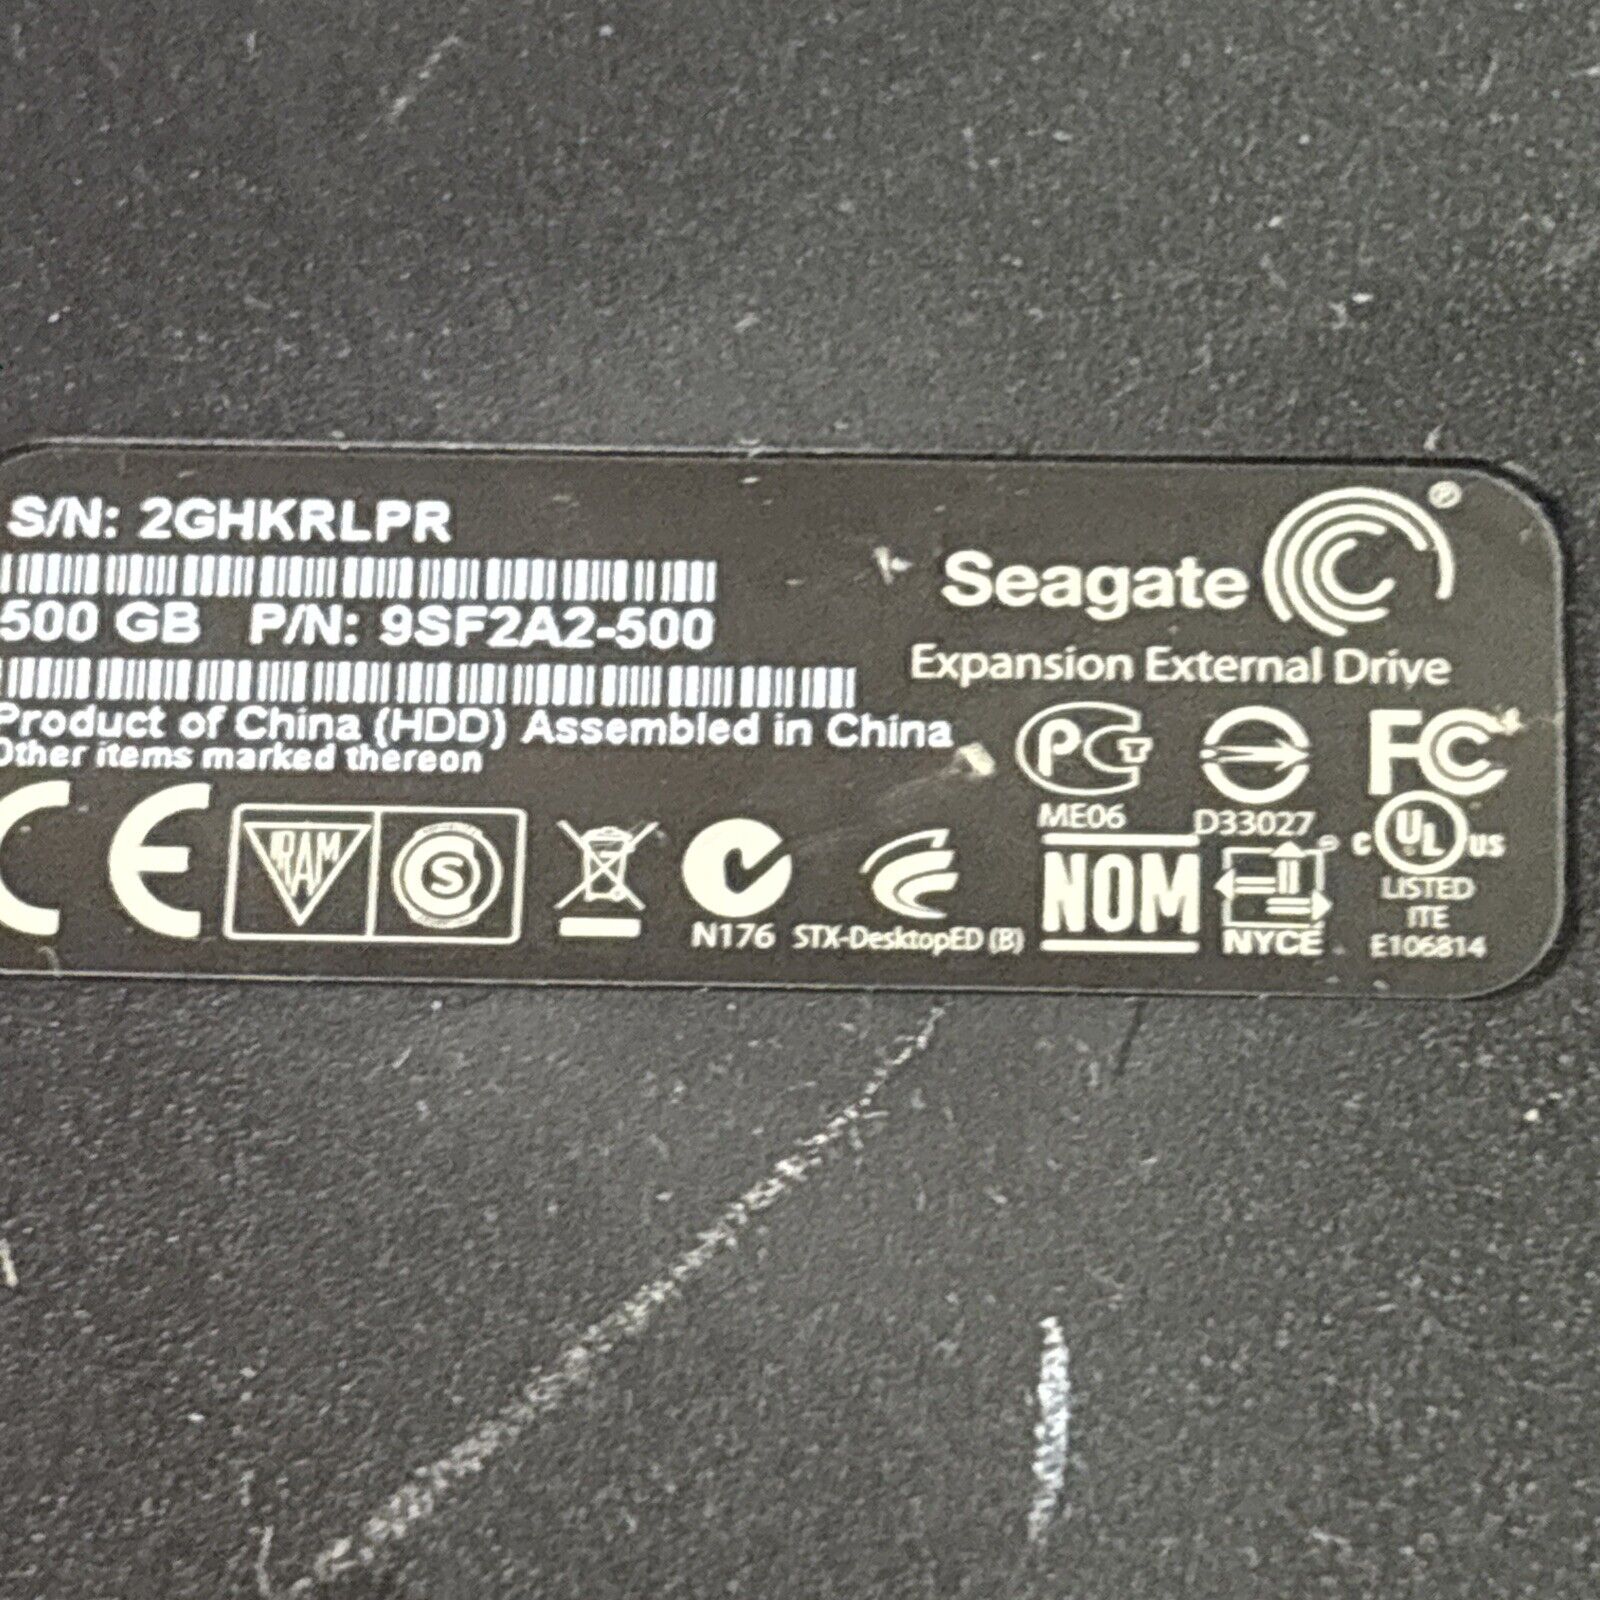 S/N: 2GHKRLPR
Seagate®
500 GB P/N: 9SF2A2-500
Expansion External Drive
Product of China (HDD) Assembled in China
Other items marked thereon
ME06
D33027
FC
c UL us
LISTED
ITE
E106814
CE
RAM
S
N176
STX-DesktopED (B)
NOM
NYCE